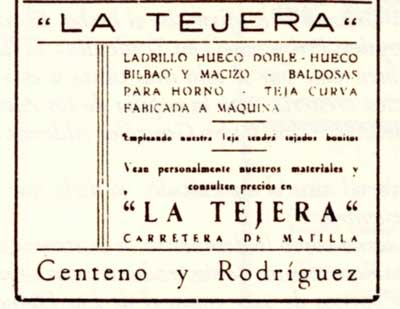 “LA TEJERA“
LADRILLO HUECO DOBLE - HUECO
BILBAO Y MACIZO - BALDOSAS
PARA HORNO - TEJA CURVA
FABICADA A MAQUINA
Empleando nuestra Teja tendrá tejados bonitos
Vean personalmente nuestros materiales y
consulten precios en
“LA TEJERA“
CARRETERA DE MATILLA
Centeno y Rodríguez